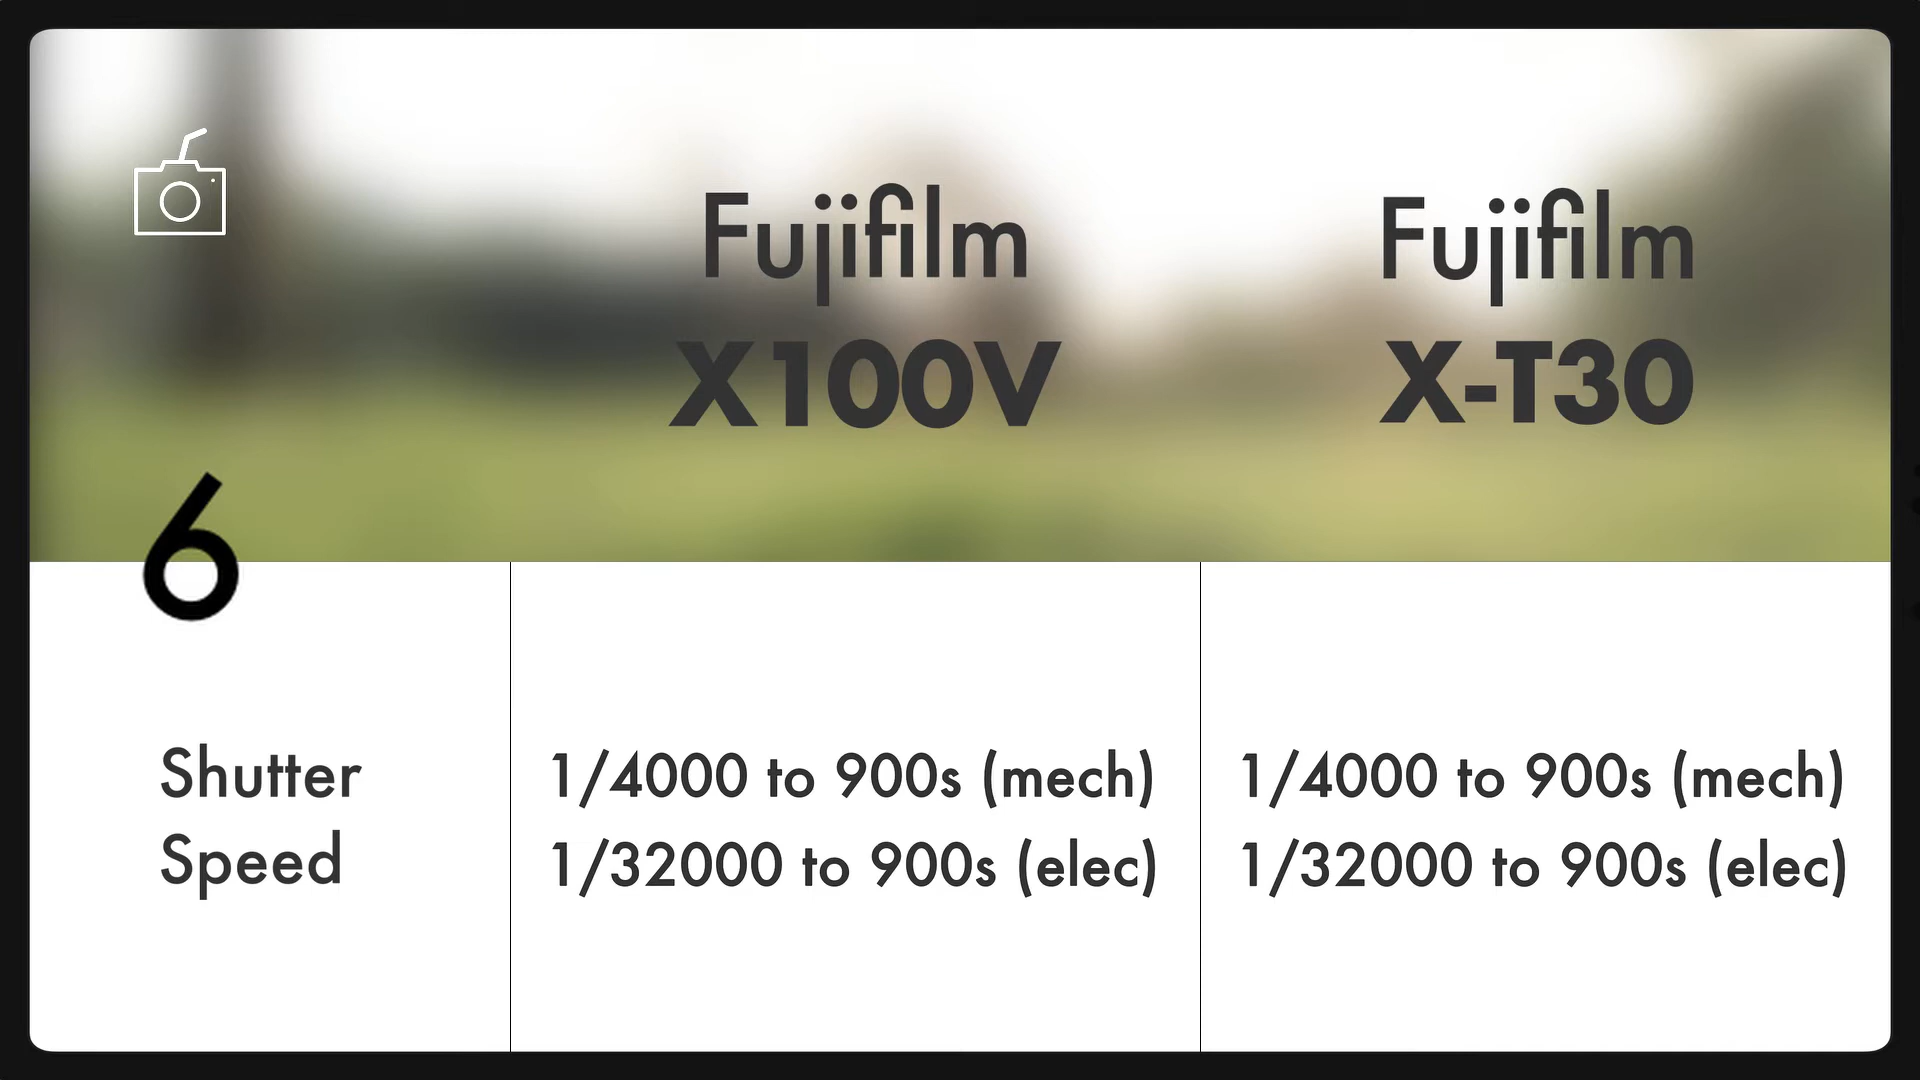 Fujifilm
X100V
Fujifilm
X-T30
6
Shutter
Speed
1/4000 to 900s (mech)
1/32000 to 900s (elec)
1/4000 to 900s (mech)
1/32000 to 900s (elec)